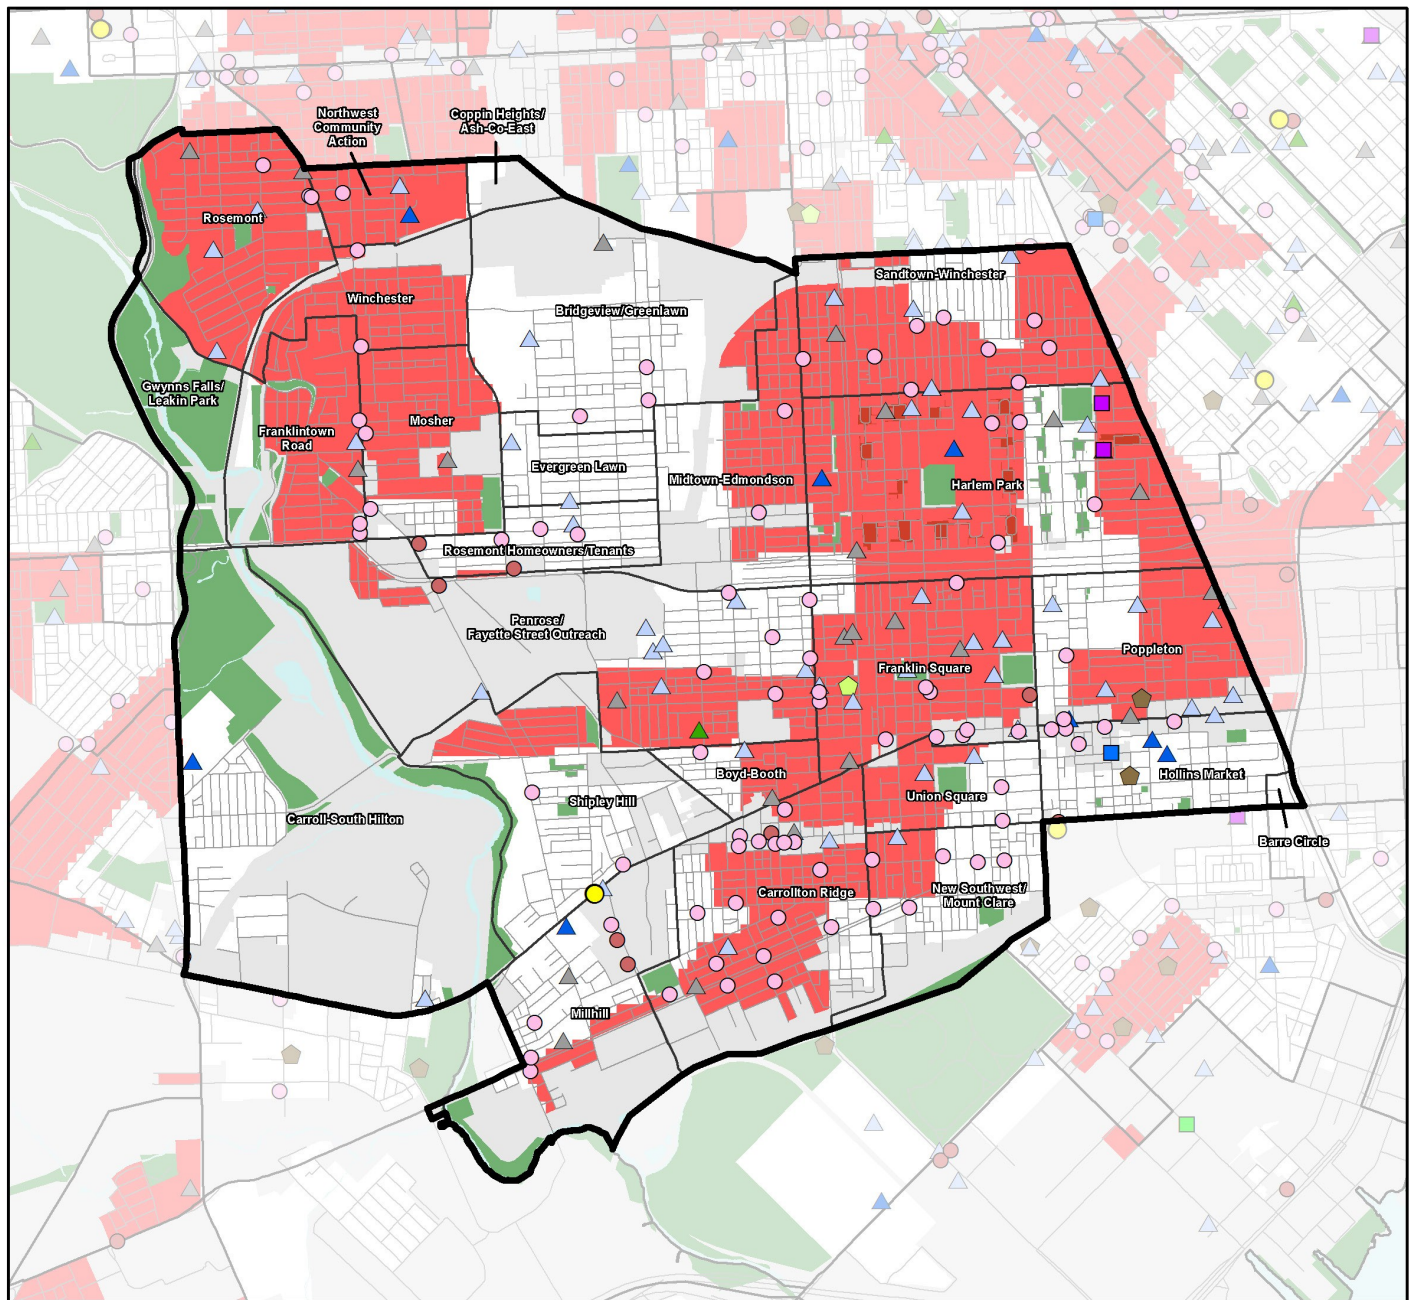 Northwest
Community
Action
Coppin Heights/
Ash-Co-East
Rosemont
Sandtown-Winchester
Winchester
Bridgeview/Greenlawn
Gwynns Falls/
Leakin Park
Mosher
Franklintown
Road
Evergreen Lawn
Midtown-Edmondson
Harlem Park
Rosemont Homeowners/Tenants
Penrose/
Fayette Street Outreach
Poppleton
Franklin Square
Boyd-Booth
Hollins Market
Union Square
Shipley Hill
Carroll-South Hilton
Barre Circle
Carrollton Ridge
New Southwest/
Mount Clare
Millhill